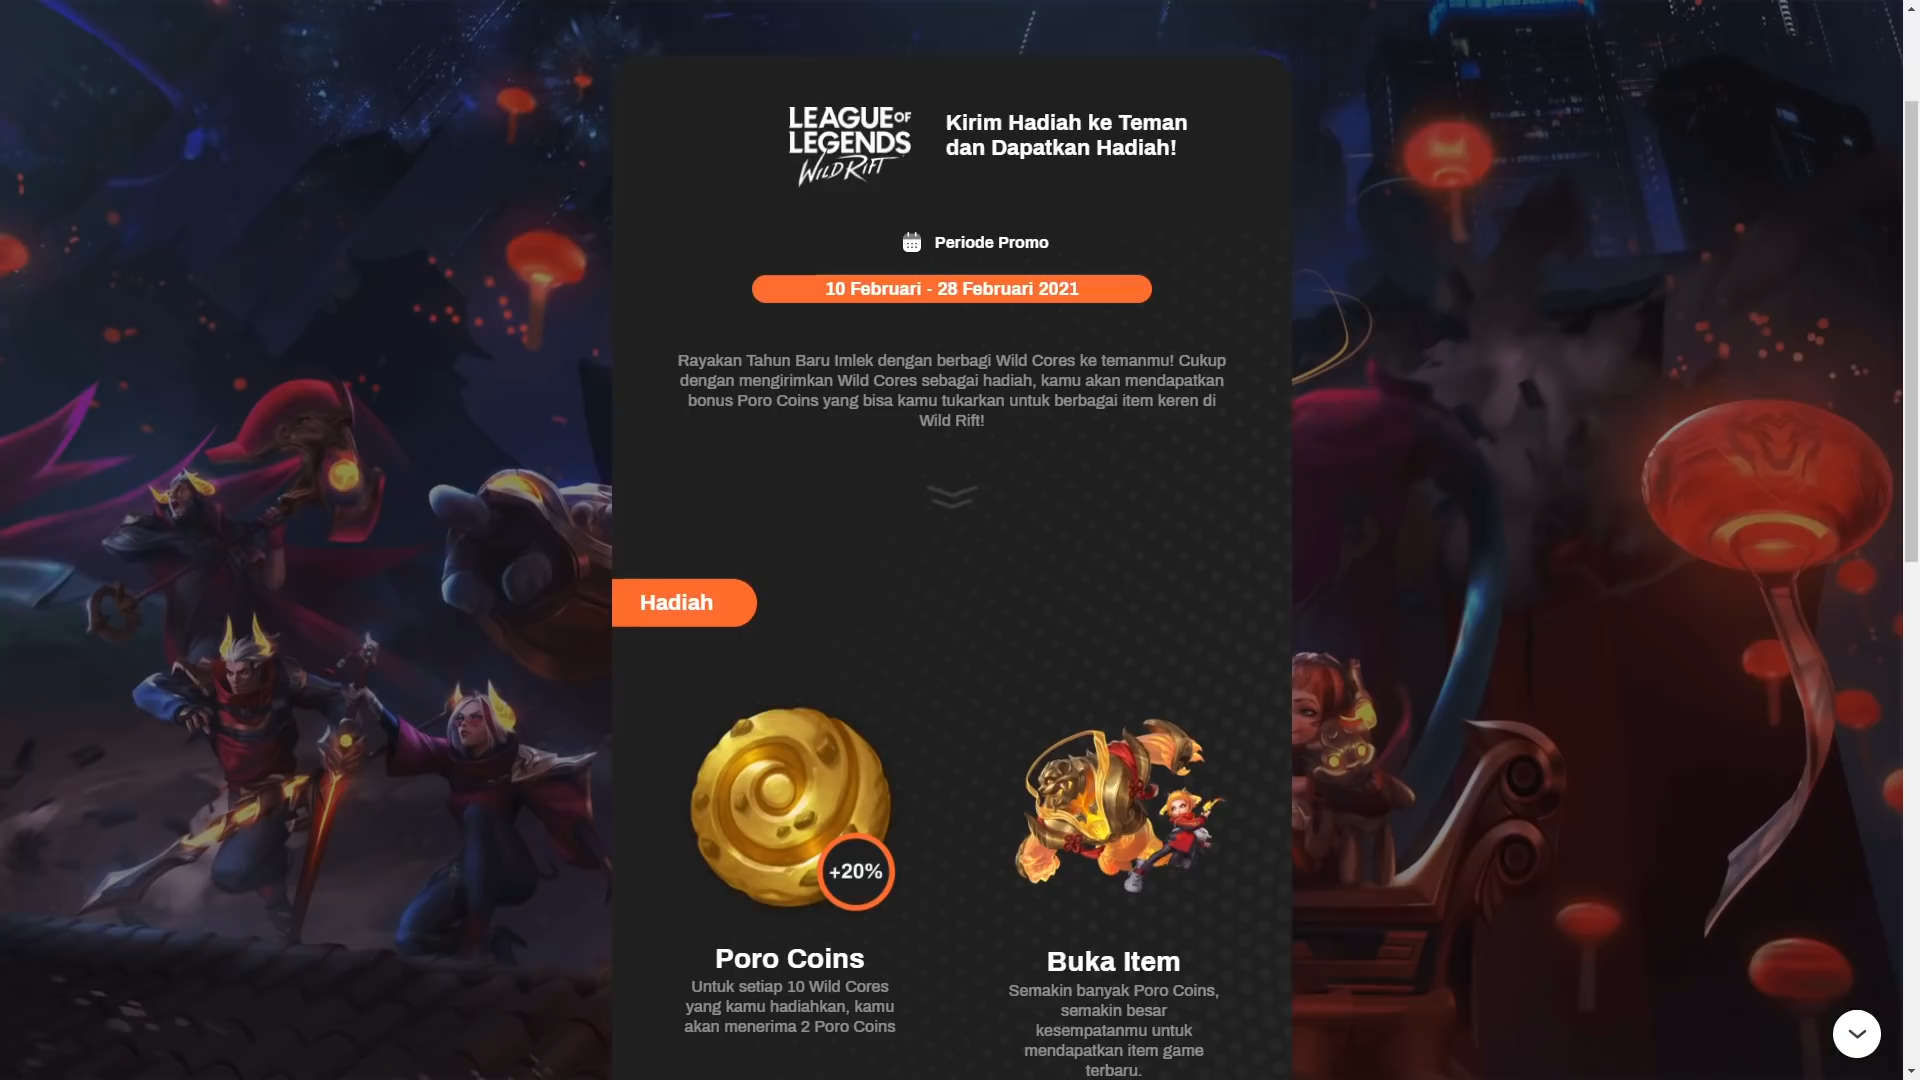 LEAGUE OF
LEGENDS
WILD RIFT
Kirim Hadiah ke Teman
dan Dapatkan Hadiah!
Periode Promo
10 Februari - 28 Februari 2021
Rayakan Tahun Baru Imlek dengan berbagi Wild Cores ke temanmu! Cukup
dengan mengirimkan Wild Cores sebagai hadiah, kamu akan mendapatkan
bonus Poro Coins yang bisa kamu tukarkan untuk berbagai item keren di
Wild Rift!
Hadiah
+20%
Poro Coins
Untuk setiap 10 Wild Cores
yang kamu hadiahkan, kamu
akan menerima 2 Poro Coins
Buka Item
Semakin banyak Poro Coins,
semakin besar
kesempatanmu untuk
mendapatkan item game
terbaru.